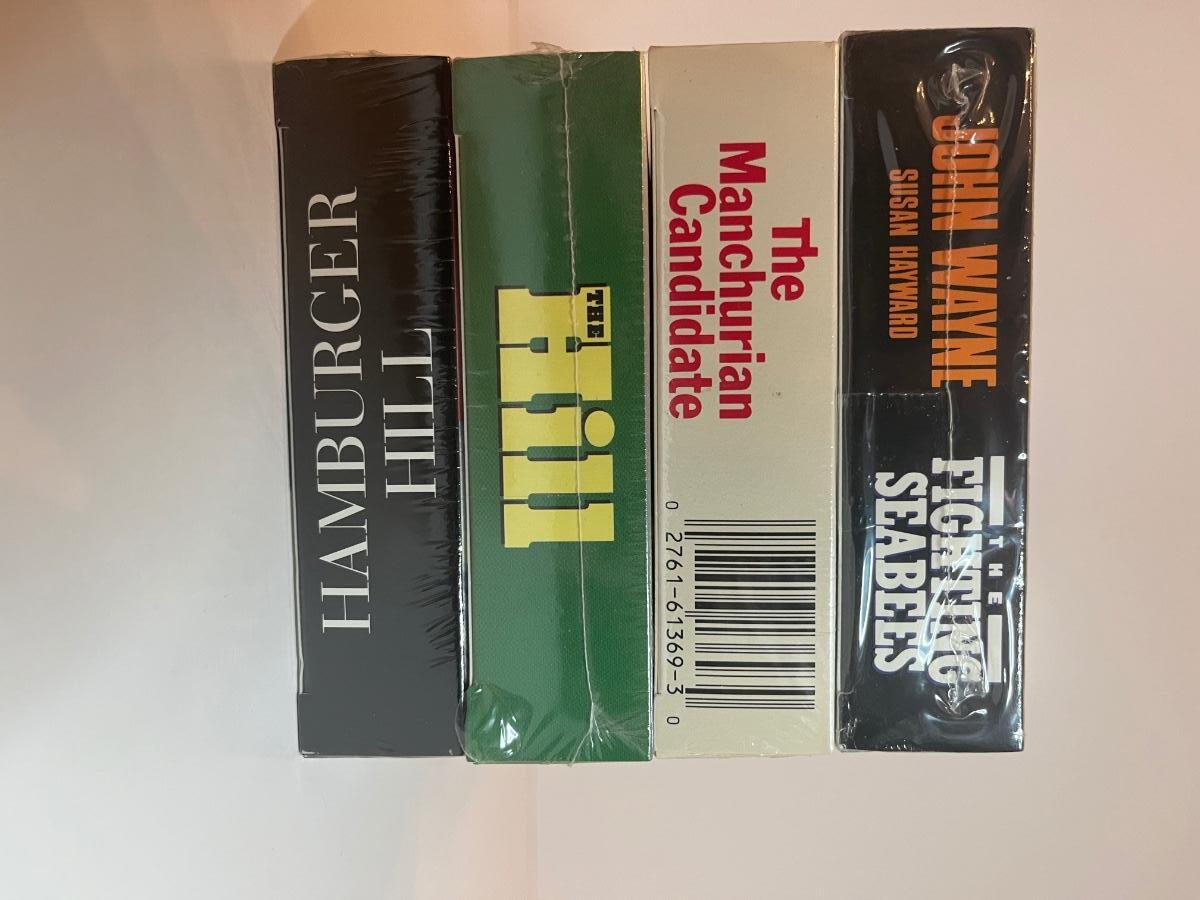 HAMBURGER
HILL
THE
Hill
The
Manchurian
Candidate
0 2761-61369-3 0
JOHN WAYNE
SUSAN HAYWARD
THE
FIGHTING
SEABEES